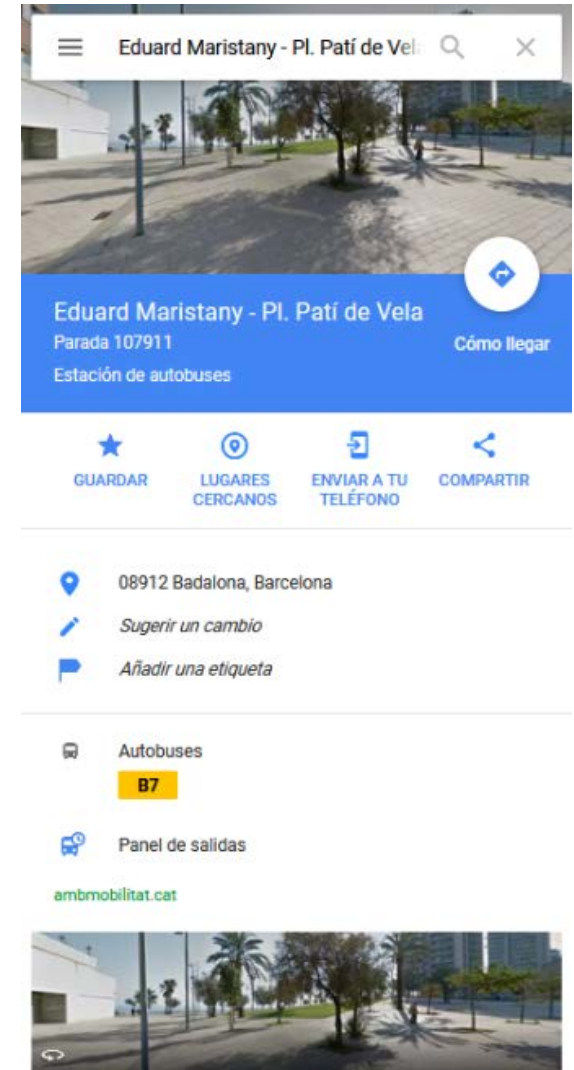 Eduard Maristany - Pl. Patí de Vel
Eduard Maristany - Pl. Patí de Vela
Parada 107911
Cómo llegar
Estación de autobuses
GUARDAR
LUGARES
CERCANOS
ENVIAR A TU
TELÉFONO
COMPARTIR
08912 Badalona, Barcelona
Sugerir un cambio
Añadir una etiqueta
Autobuses
B7
Panel de salidas
ambmobilitat.cat